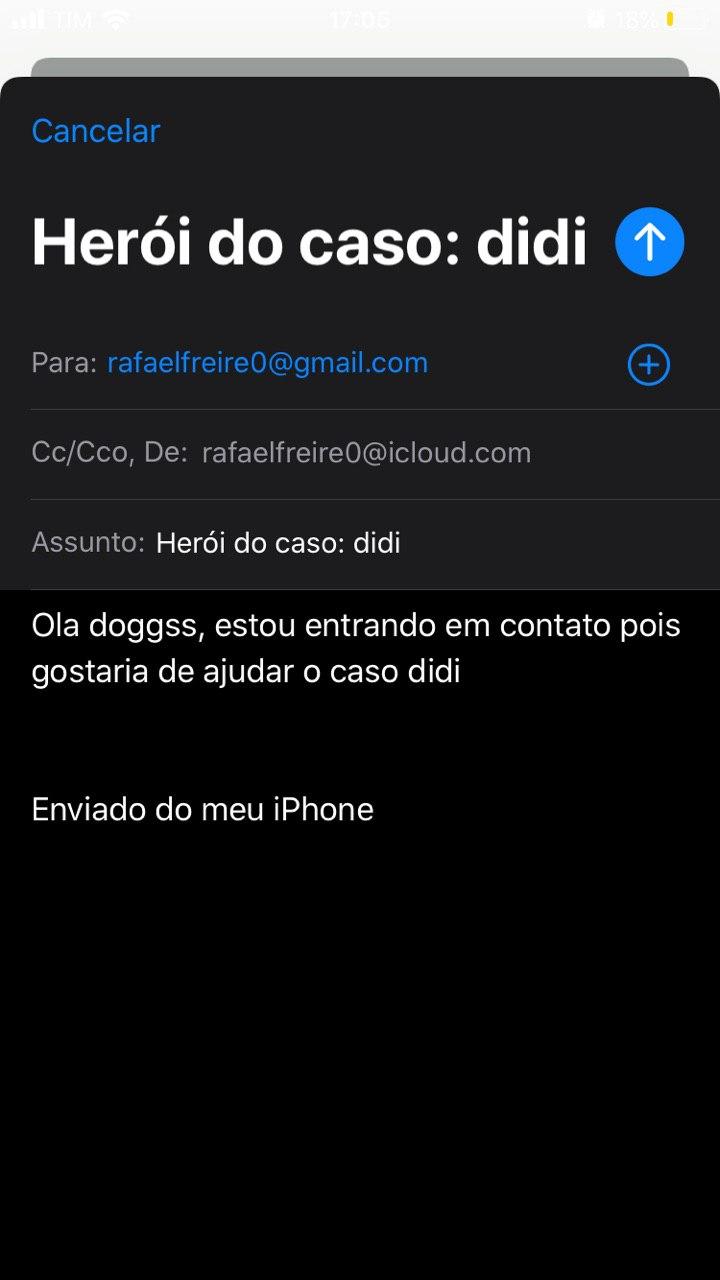 TIM
17:05
18%
Cancelar
Herói do caso: didi
Para: rafaelfreire0@gmail.com
Cc/Cco, De: rafaelfreire0@icloud.com
Assunto: Herói do caso: didi
Ola doggss, estou entrando em contato pois
gostaria de ajudar o caso didi
Enviado do meu iPhone